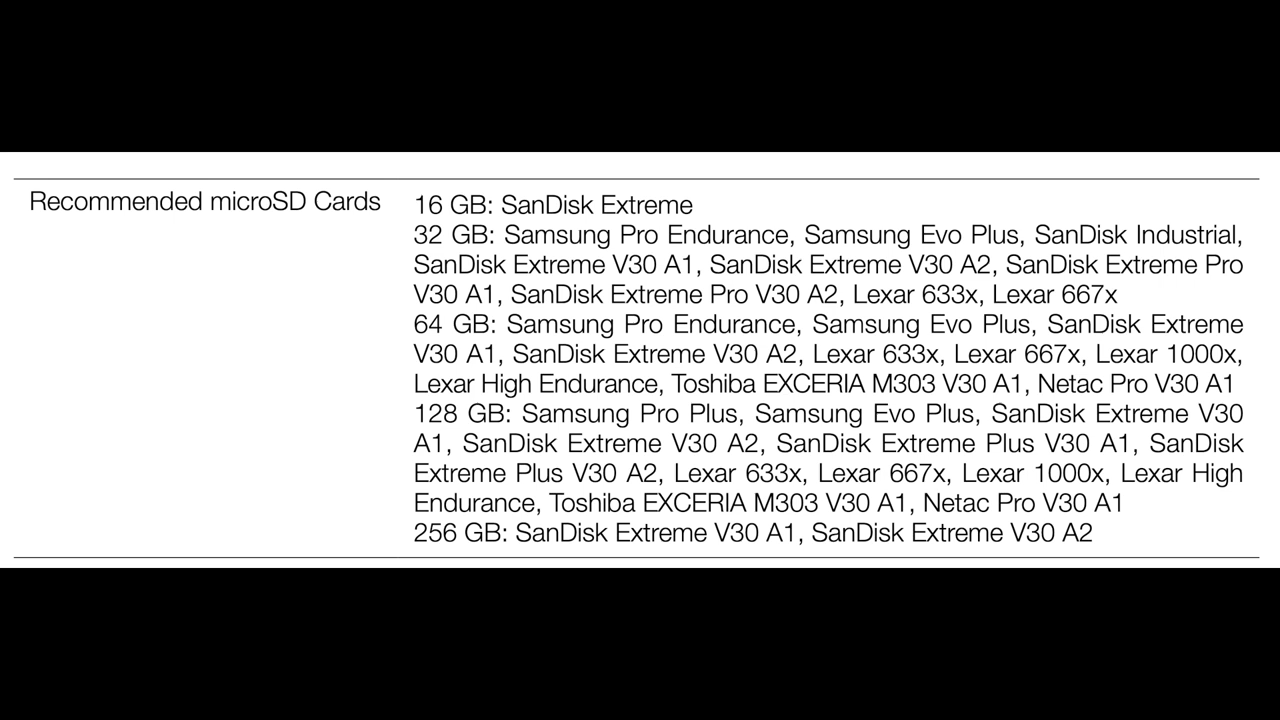 Recommended microSD Cards
16 GB: SanDisk Extreme
32 GB: Samsung Pro Endurance, Samsung Evo Plus, SanDisk Industrial,
SanDisk Extreme V30 A1, SanDisk Extreme V30 A2, SanDisk Extreme Pro
V30 A1, SanDisk Extreme Pro V30 A2, Lexar 633x, Lexar 667x
64 GB: Samsung Pro Endurance, Samsung Evo Plus, SanDisk Extreme
V30 A1, SanDisk Extreme V30 A2, Lexar 633x, Lexar 667x, Lexar 1000x,
Lexar High Endurance, Toshiba EXCERIA M303 V30 A1, Netac Pro V30 A1
128 GB: Samsung Pro Plus, Samsung Evo Plus, SanDisk Extreme V30
A1, SanDisk Extreme V30 A2, SanDisk Extreme Plus V30 A1, SanDisk
Extreme Plus V30 A2, Lexar 633x, Lexar 667x, Lexar 1000x, Lexar High
Endurance, Toshiba EXCERIA M303 V30 A1, Netac Pro V30 A1
256 GB: SanDisk Extreme V30 A1, SanDisk Extreme V30 A2